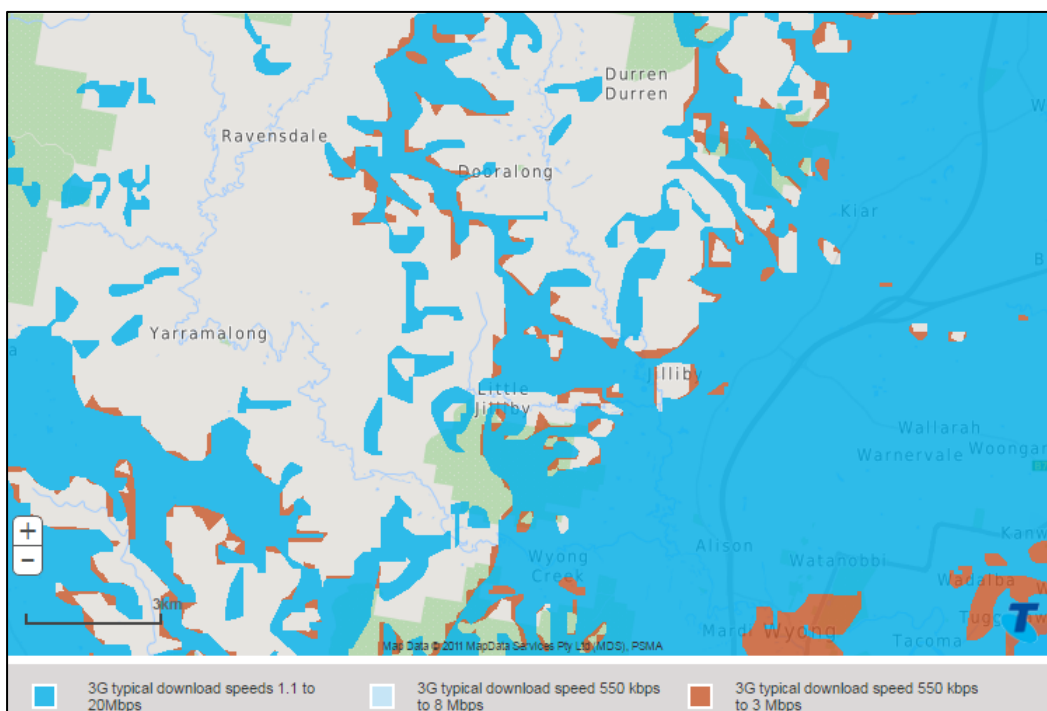 Durren
Durren
Ravensdale
Dooralong
Kiar
Yarramalong
Jilliby
Little
Jilliby
Wallarah
Warnervale
Wyong
Creek
Alison
Watanobbi
Wadalba
Mardi
Wyong
Tacoma
+
−
3km
T
Map Data © 2011 MapData Services Pty Ltd (MDS), PSMA
3G typical download speeds 1.1 to
20Mbps
3G typical download speed 550 kbps
to 8 Mbps
3G typical download speed 550 kbps
to 3 Mbps